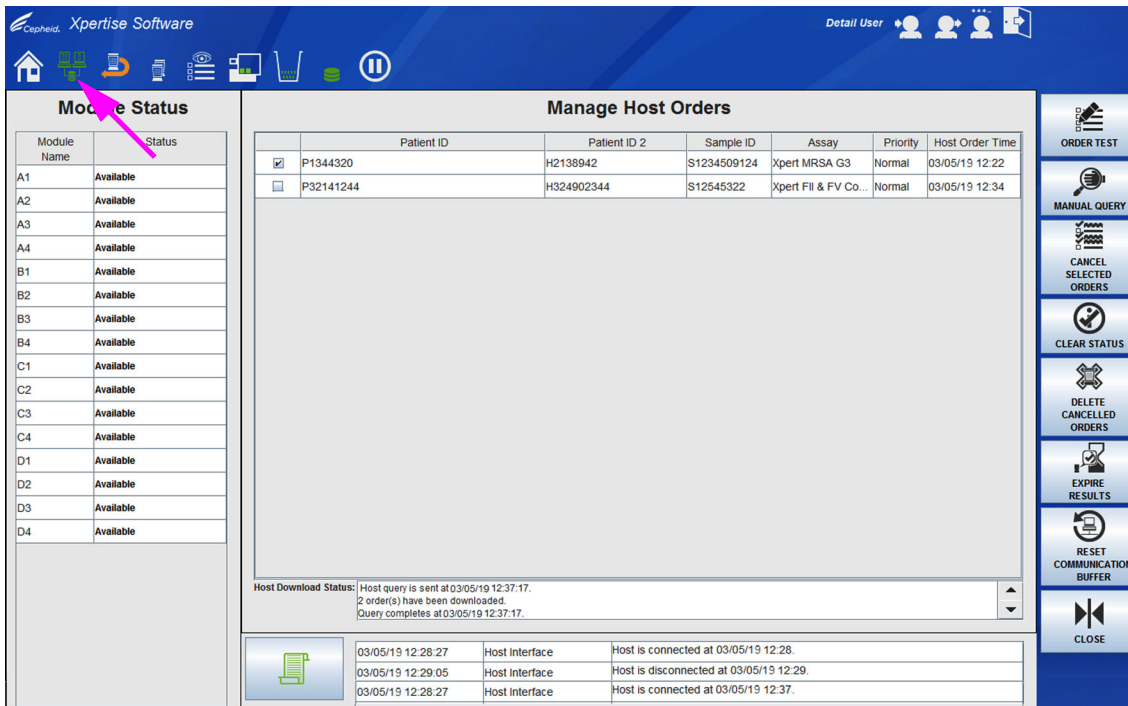 Cepheid. Xpertise Software
Detail User
Module Status
Manage Host Orders
Module Name Status
A1 Available
A2 Available
A3 Available
A4 Available
B1 Available
B2 Available
B3 Available
B4 Available
C1 Available
C2 Available
C3 Available
C4 Available
D1 Available
D2 Available
D3 Available
D4 Available
Patient ID Patient ID 2 Sample ID Assay Priority Host Order Time
P1344320 H2138942 S1234509124 Xpert MRSA G3 Normal 03/05/19 12:22
P32141244 H324902344 S12545322 Xpert FII & FV Co... Normal 03/05/19 12:34
Host Download Status: Host query is sent at 03/05/19 12:37:17.
2 order(s) have been downloaded.
Query completes at 03/05/19 12:37:17.
03/05/19 12:28:27 Host Interface Host is connected at 03/05/19 12:28.
03/05/19 12:29:05 Host Interface Host is disconnected at 03/05/19 12:29.
03/05/19 12:28:27 Host Interface Host is connected at 03/05/19 12:37.
ORDER TEST
MANUAL QUERY
CANCEL
SELECTED
ORDERS
CLEAR STATUS
DELETE
CANCELLED
ORDERS
EXPIRE
RESULTS
RESET
COMMUNICATION
BUFFER
CLOSE